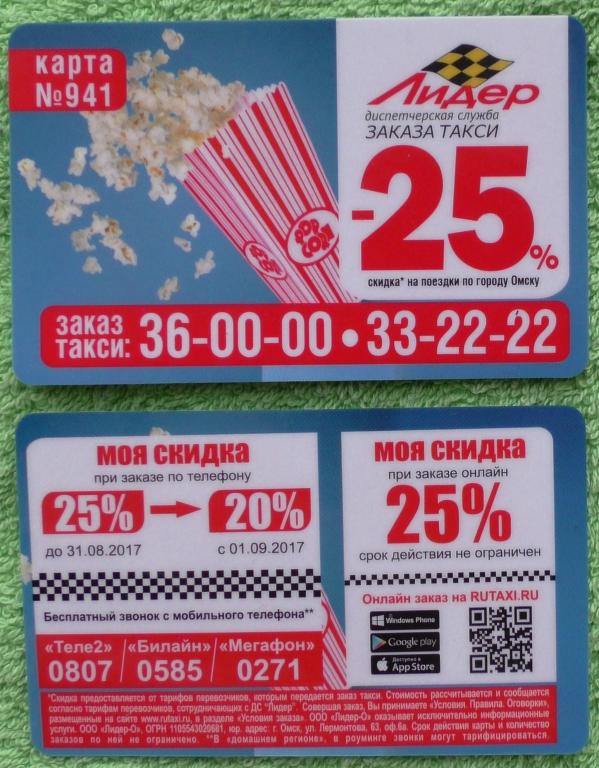 карта
№941
Лидер
диспетчерская служба
ЗАКАЗА ТАКСИ
-25%
скидка* на поездки по городу Омску
POP
CORN
POP
CORN
заказ
такси: 36-00-00 • 33-22-22
МОЯ СКИДКА
при заказе по телефону
25% 20%
до 31.08.2017 с 01.09.2017
Бесплатный звонок с мобильного телефона**
«Теле2» «Билайн» «Мегафон»
0807 0585 0271
МОЯ СКИДКА
при заказе онлайн
25%
срок действия не ограничен
Онлайн заказ на RUTAXI.RU
Windows Phone
Google play
Доступно в
App Store
*Скидка предоставляется от тарифов перевозчиков, которым передается заказ такси. Стоимость рассчитывается и сообщается
согласно тарифам перевозчиков, сотрудничающих с ДС "Лидер". Совершая заказ, Вы принимаете «Условия. Правила. Оговорки»,
размещенные на сайте www.rutaxi.ru, в разделе «Условия заказа». ООО «Лидер-О» оказывает исключительно информационные
услуги. ООО «Лидер-О», ОГРН 1105543020681, юр. адрес: г. Омск, ул. Лермонтова, 63, оф.6а. Срок действия карты и количество
заказов по ней не ограничено. **В «домашнем регионе», в роуминге звонки могут тарифицироваться.